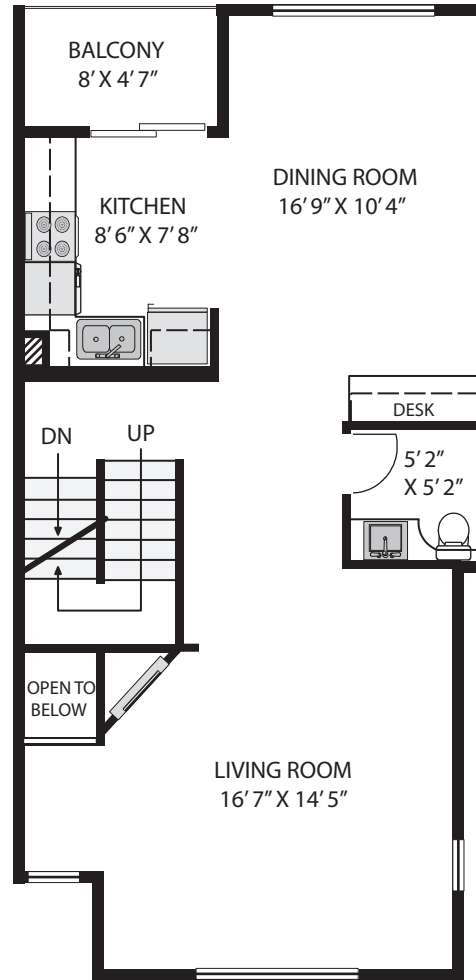 BALCONY
8’ X 4’ 7”
DINING ROOM
16’ 9” X 10’ 4”
KITCHEN
8’ 6” X 7’ 8”
DESK
DN
UP
5’ 2”
X 5’ 2”
OPEN TO
BELOW
LIVING ROOM
16’ 7” X 14’ 5”